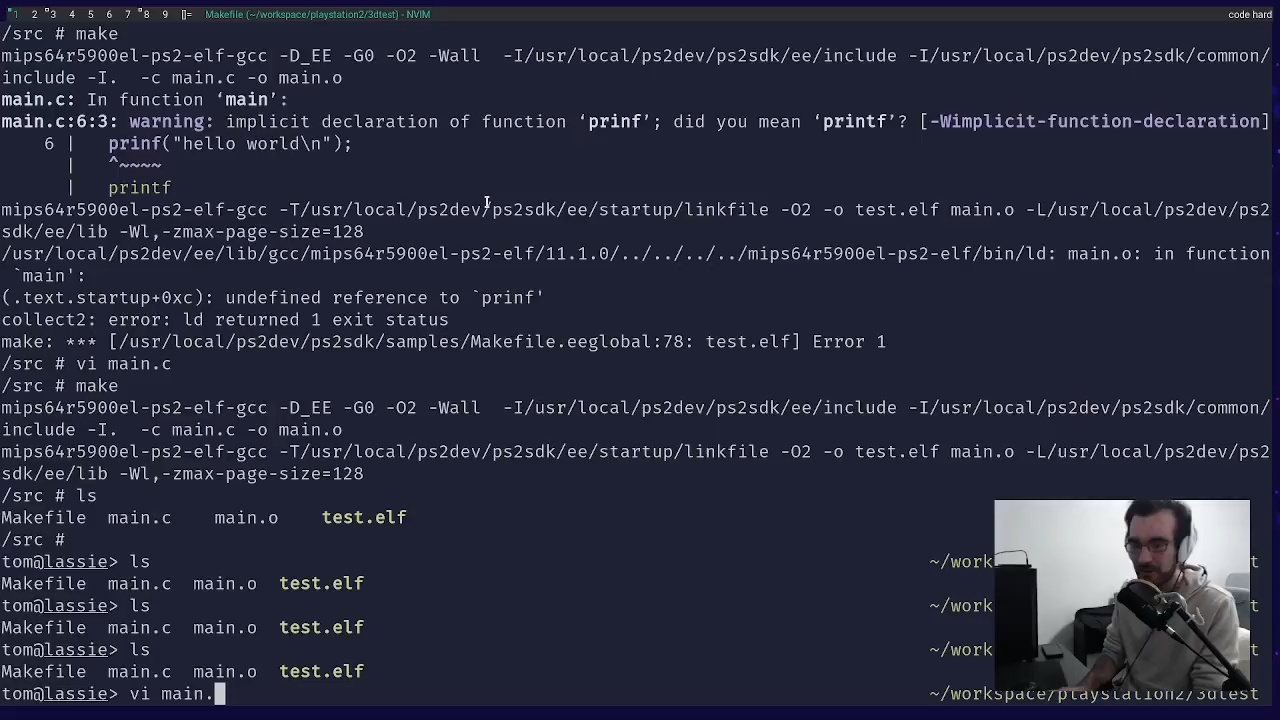 1 2 3 4 5 6 7 8 9 []= Makefile (~/workspace/playstation2/3dtest) - NVIM code hard
/src # make
mips64r5900el-ps2-elf-gcc -D_EE -G0 -O2 -Wall  -I/usr/local/ps2dev/ps2sdk/ee/include -I/usr/local/ps2dev/ps2sdk/common/
include -I.  -c main.c -o main.o
main.c: In function ‘main’:
main.c:6:3: warning: implicit declaration of function ‘prinf’; did you mean ‘printf’? [-Wimplicit-function-declaration]
    6 |   prinf("hello world\n");
      |   ^~~~~
      |   printf
mips64r5900el-ps2-elf-gcc -T/usr/local/ps2dev/ps2sdk/ee/startup/linkfile -O2 -o test.elf main.o -L/usr/local/ps2dev/ps2
sdk/ee/lib -Wl,-zmax-page-size=128
/usr/local/ps2dev/ee/lib/gcc/mips64r5900el-ps2-elf/11.1.0/../../../../mips64r5900el-ps2-elf/bin/ld: main.o: in function
 `main':
(.text.startup+0xc): undefined reference to `prinf'
collect2: error: ld returned 1 exit status
make: *** [/usr/local/ps2dev/ps2sdk/samples/Makefile.eeglobal:78: test.elf] Error 1
/src # vi main.c
/src # make
mips64r5900el-ps2-elf-gcc -D_EE -G0 -O2 -Wall  -I/usr/local/ps2dev/ps2sdk/ee/include -I/usr/local/ps2dev/ps2sdk/common/
include -I.  -c main.c -o main.o
mips64r5900el-ps2-elf-gcc -T/usr/local/ps2dev/ps2sdk/ee/startup/linkfile -O2 -o test.elf main.o -L/usr/local/ps2dev/ps2
sdk/ee/lib -Wl,-zmax-page-size=128
/src # ls
Makefile  main.c    main.o    test.elf
/src #
tom@lassie> ls ~/work t
Makefile  main.c  main.o  test.elf
tom@lassie> ls ~/work t
Makefile  main.c  main.o  test.elf
tom@lassie> ls ~/work t
Makefile  main.c  main.o  test.elf
tom@lassie> vi main. ~/workspace/playstation2/3dtest